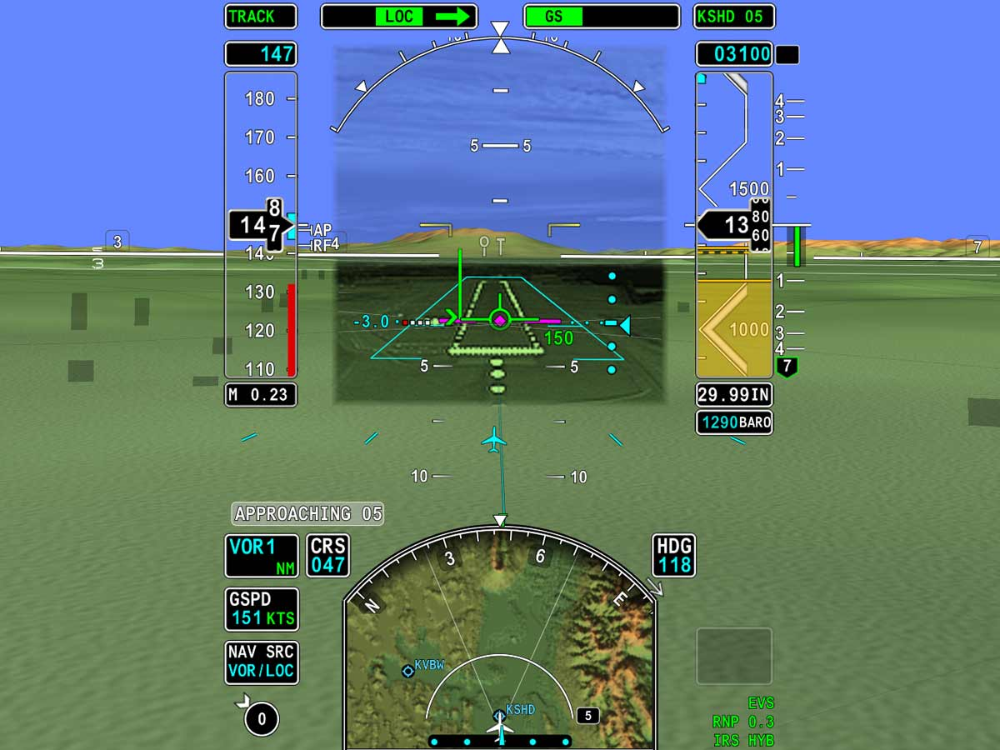 TRACK
LOC
GS
KSHD 05
147
03100
10
10
180
170
160
14
8
7
140
130
120
110
M 0.23
AP
RF4
5 5
4
3
2
1
1500
13
80
60
1000
1
2
3
4
7
29.99IN
1290BARO
3
3
7
-3.0
150
5 5
10 10
APPROACHING 05
VOR1
NM
CRS
047
HDG
118
GSPD
151 KTS
NAV SRC
VOR/LOC
0
N
3
6
E
KVBW
KSHD
5
EVS
RNP 0.3
IRS HYB